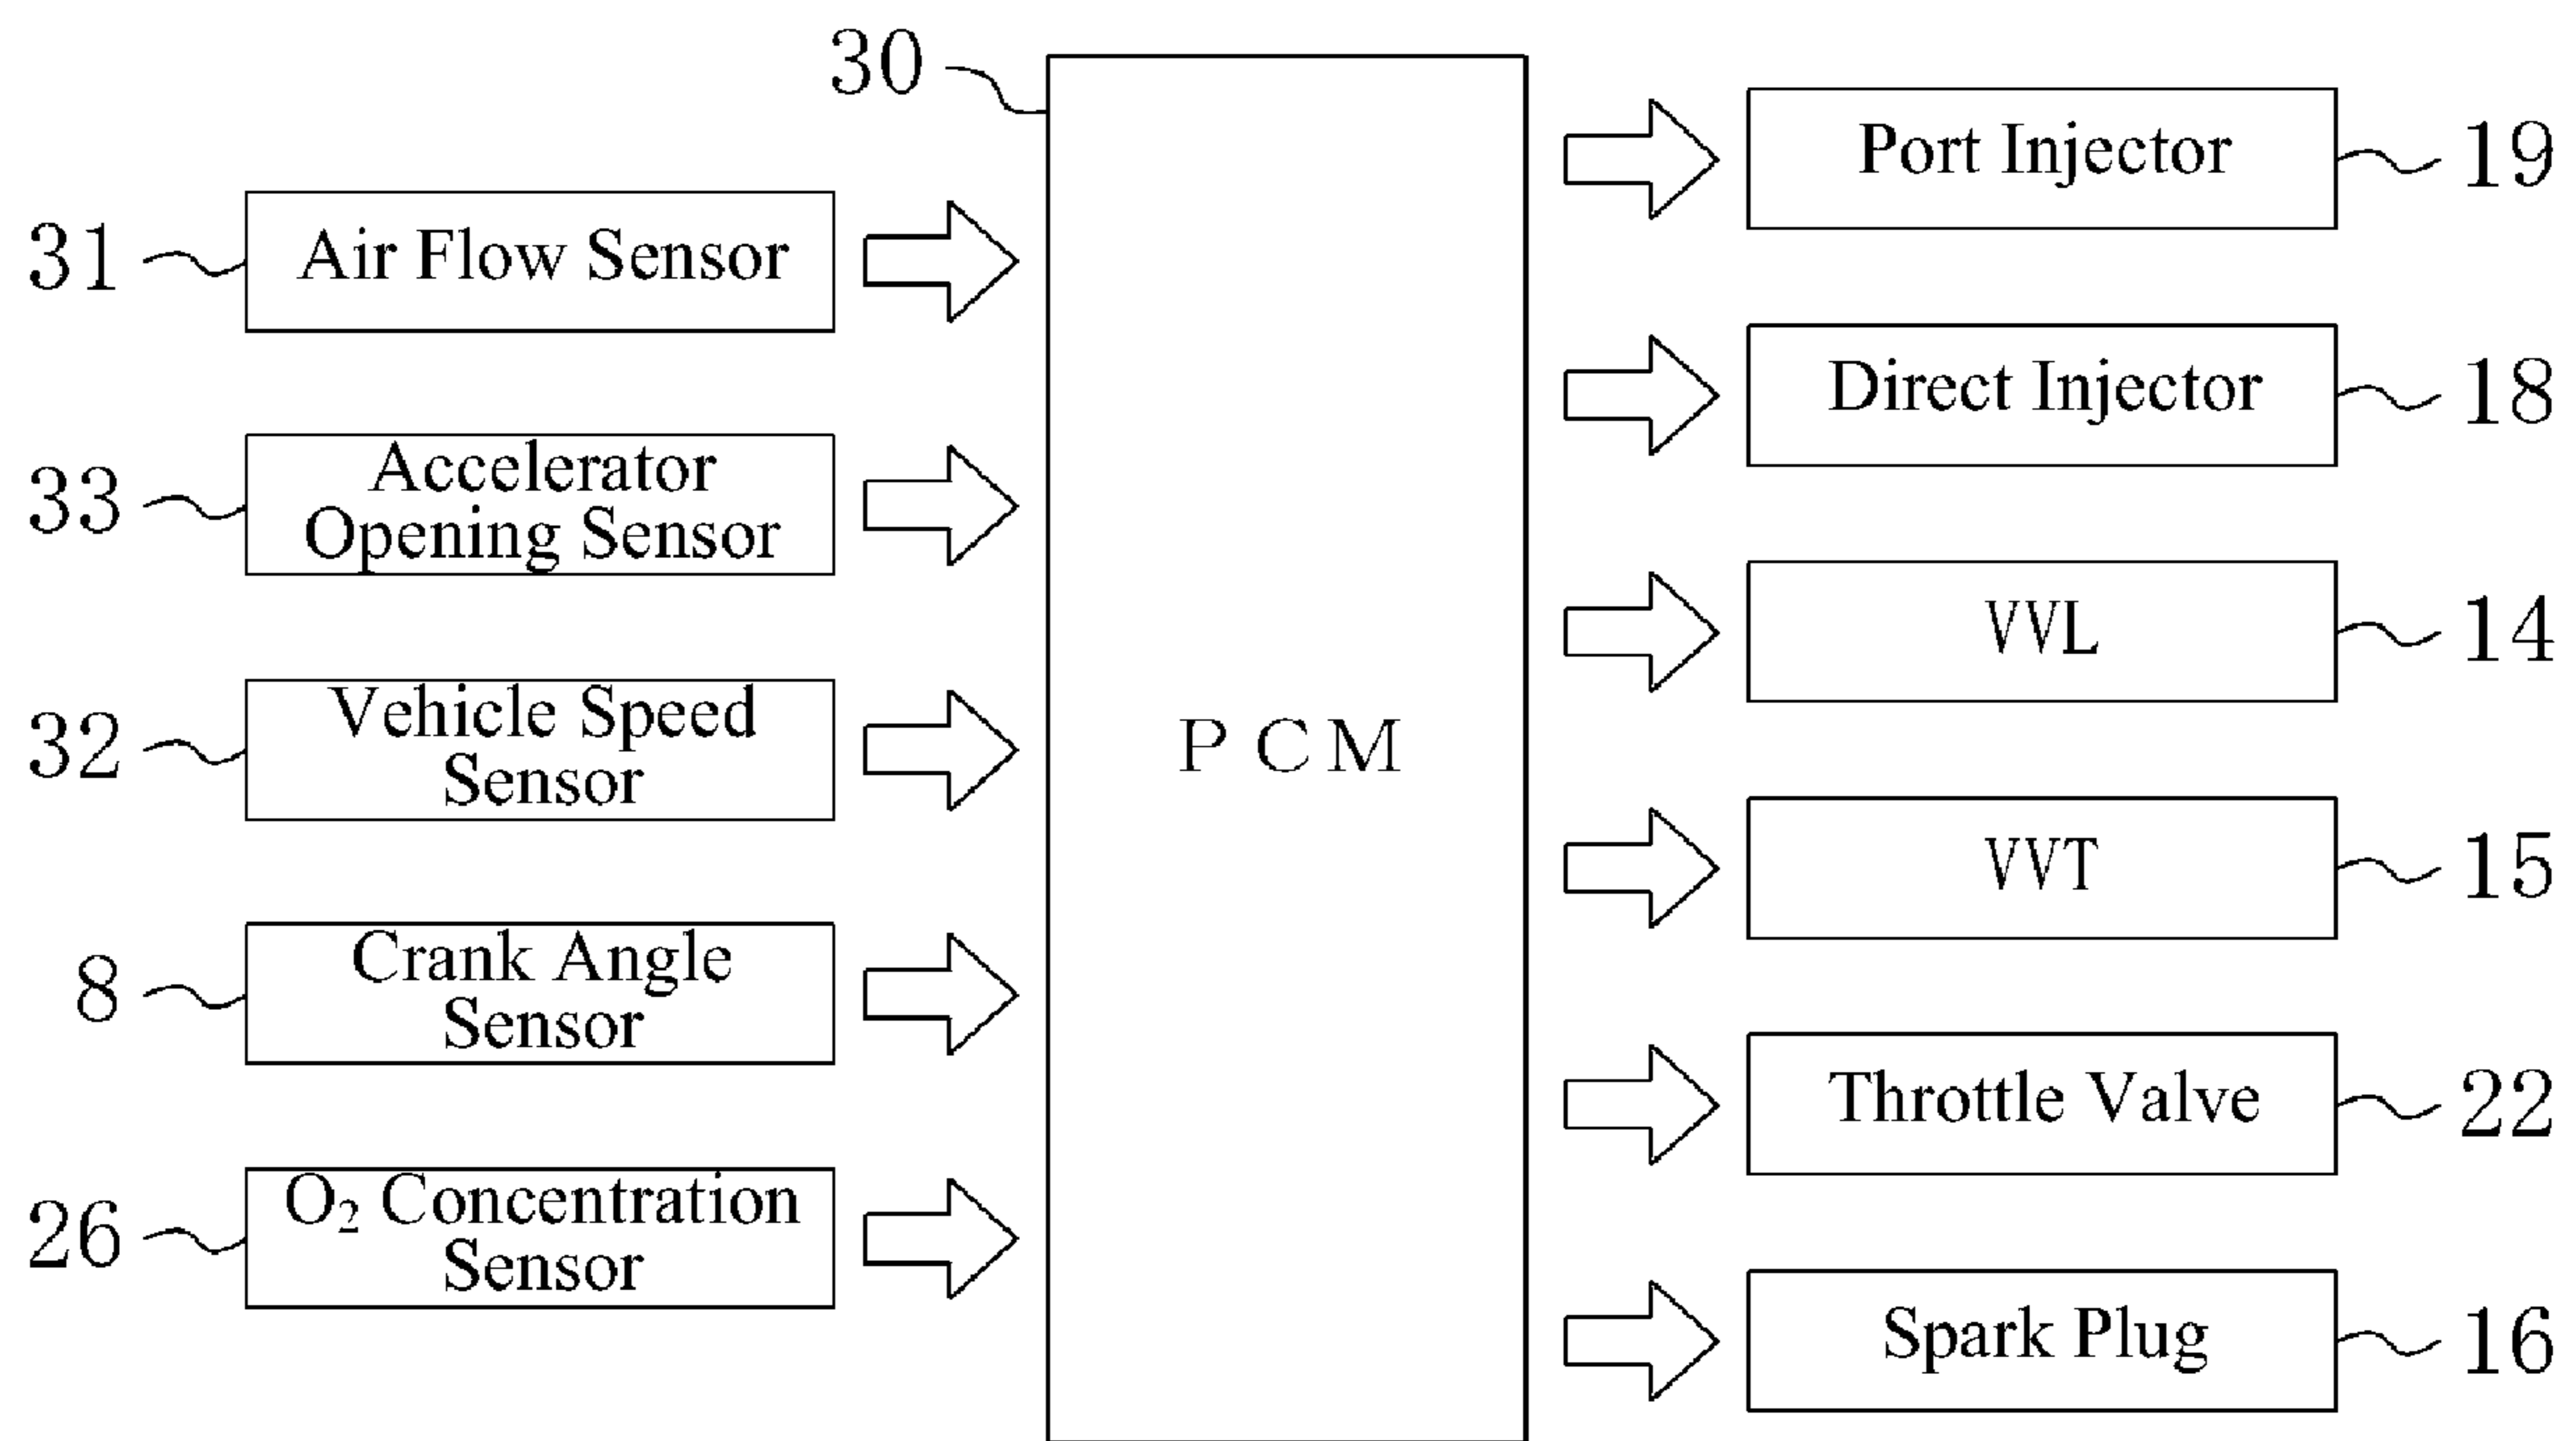 30
31
Air Flow Sensor
33
Accelerator
Opening Sensor
32
Vehicle Speed
Sensor
8
Crank Angle
Sensor
26
O₂ Concentration
Sensor
PCM
Port Injector
19
Direct Injector
18
VVL
14
VVT
15
Throttle Valve
22
Spark Plug
16